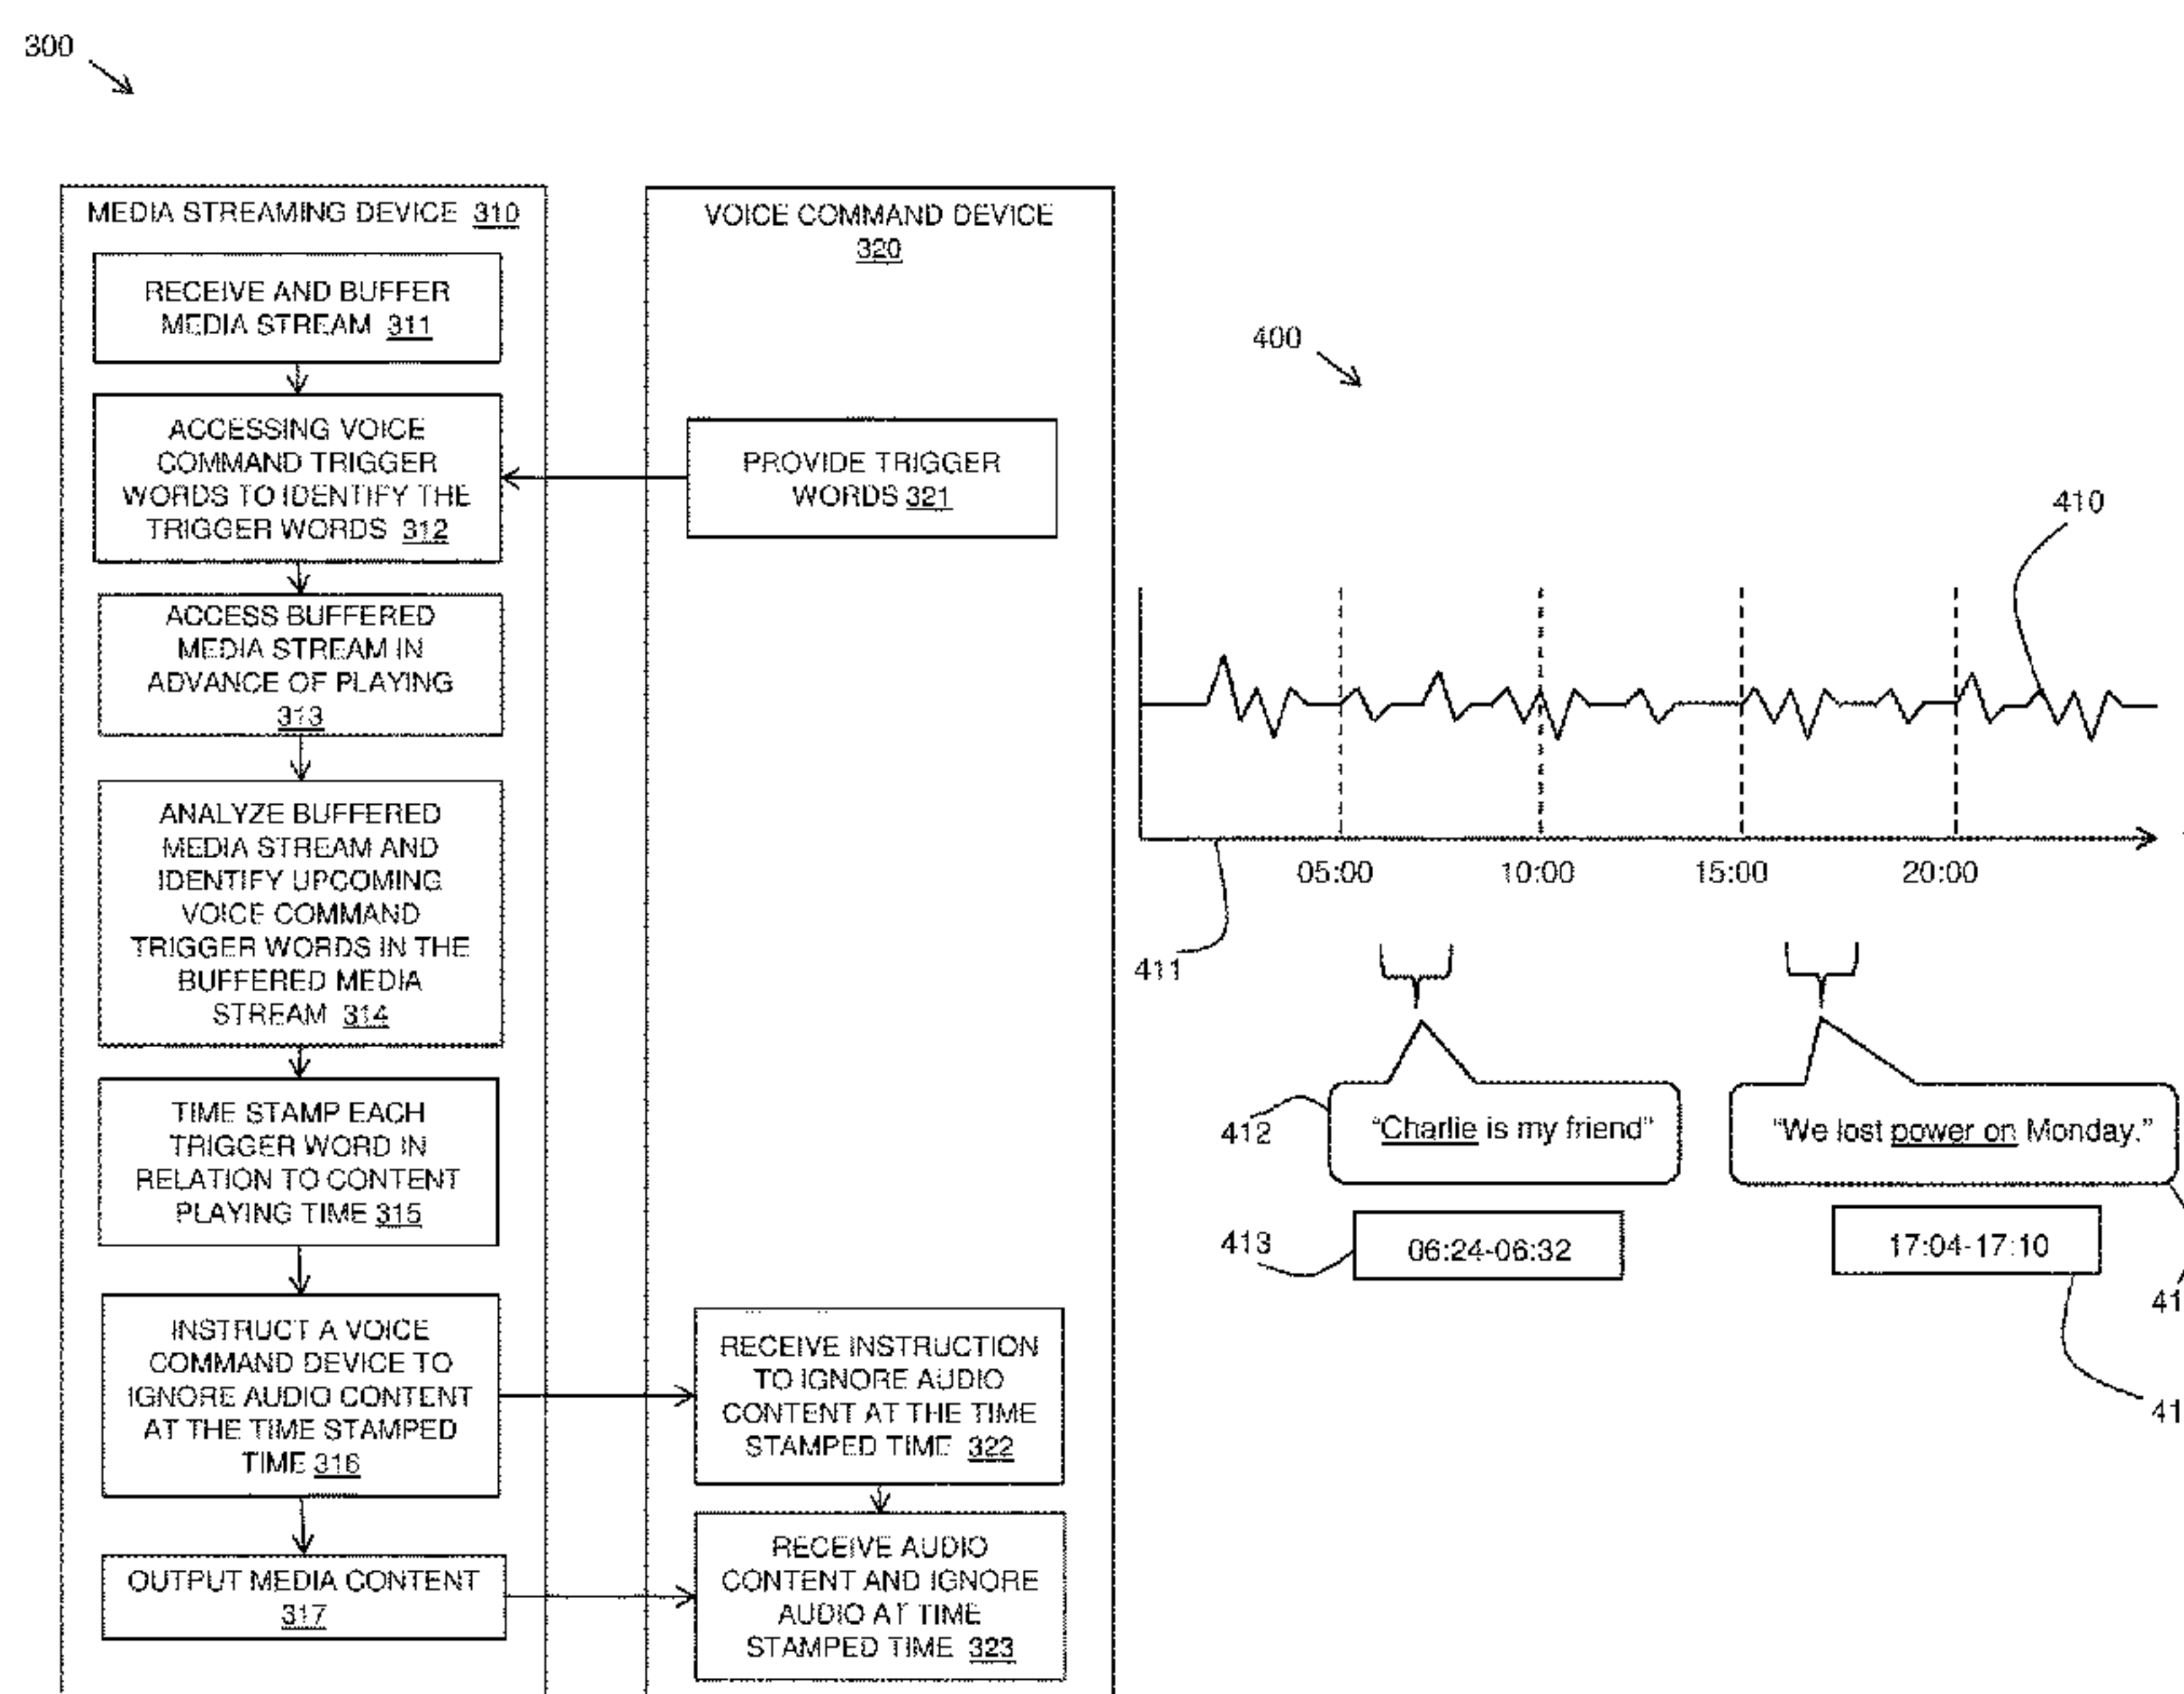 300
MEDIA STREAMING DEVICE 310
RECEIVE AND BUFFER
MEDIA STREAM 311
ACCESSING VOICE
COMMAND TRIGGER
WORDS TO IDENTIFY THE
TRIGGER WORDS 312
ACCESS BUFFERED
MEDIA STREAM IN
ADVANCE OF PLAYING
313
ANALYZE BUFFERED
MEDIA STREAM AND
IDENTIFY UPCOMING
VOICE COMMAND
TRIGGER WORDS IN THE
BUFFERED MEDIA
STREAM 314
TIME STAMP EACH
TRIGGER WORD IN
RELATION TO CONTENT
PLAYING TIME 315
INSTRUCT A VOICE
COMMAND DEVICE TO
IGNORE AUDIO CONTENT
AT THE TIME STAMPED
TIME 316
OUTPUT MEDIA CONTENT
317
VOICE COMMAND DEVICE
320
PROVIDE TRIGGER
WORDS 321
RECEIVE INSTRUCTION
TO IGNORE AUDIO
CONTENT AT THE TIME
STAMPED TIME 322
RECEIVE AUDIO
CONTENT AND IGNORE
AUDIO AT TIME
STAMPED TIME 323
400
410
05:00 10:00 15:00 20:00
411
412
"Charlie is my friend"
"We lost power on Monday."
413
06:24-06:32
17:04-17:10